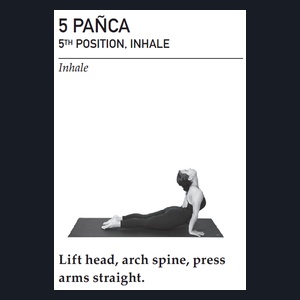 5 PAÑCA
5TH POSITION, INHALE
Inhale
Lift head, arch spine, press
arms straight.